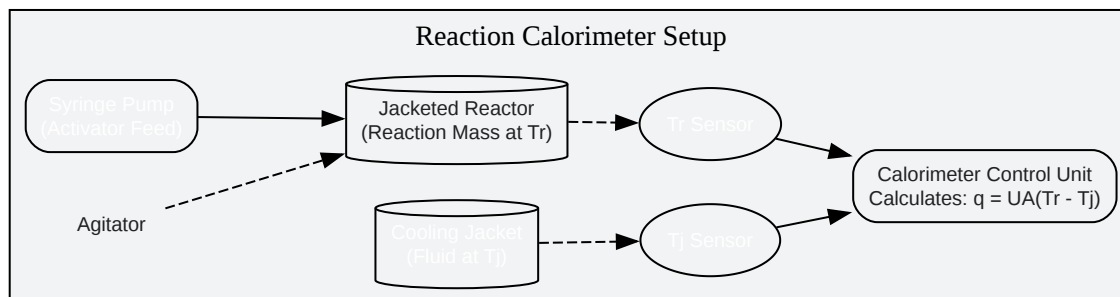 Reaction Calorimeter Setup
Syringe Pump
(Activator Feed)
Jacketed Reactor
(Reaction Mass at Tr)
Tr Sensor
Calorimeter Control Unit
Calculates: q = UA(Tr - Tj)
Agitator
Cooling Jacket
(Fluid at Tj)
Tj Sensor